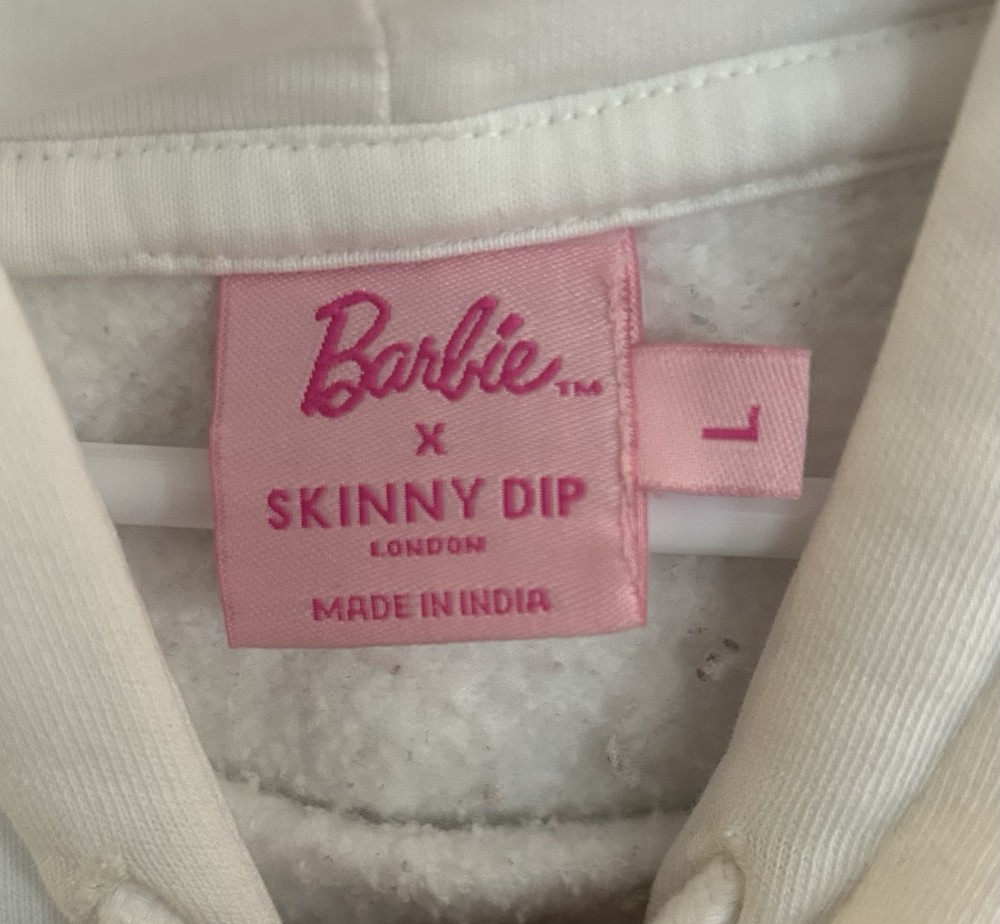 Barbie™
X
SKINNY DIP
LONDON
MADE IN INDIA
L